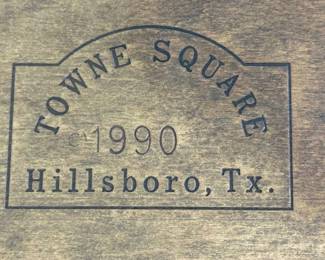 TOWNE SQUARE
1990
Hillsboro, Tx.